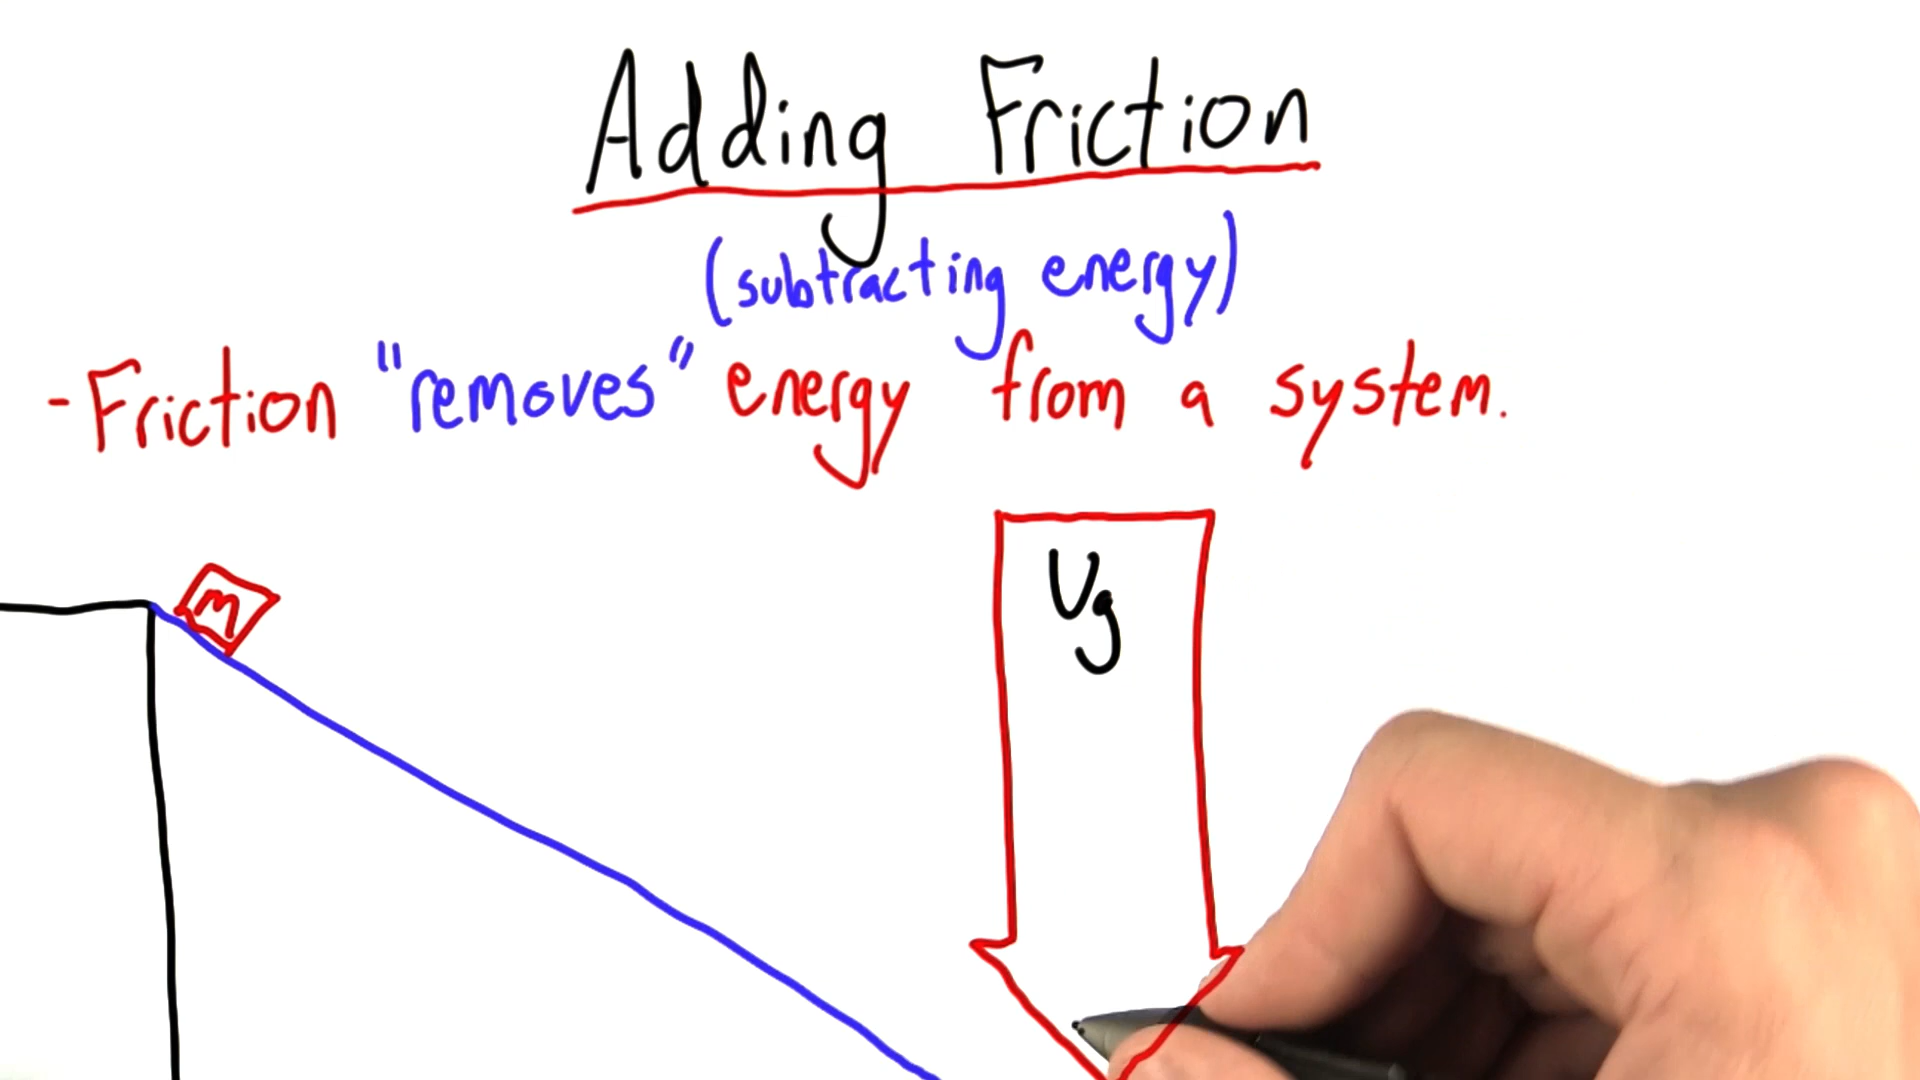 Adding Friction
(subtracting energy)
-Friction "removes" energy from a system.
m
Ug